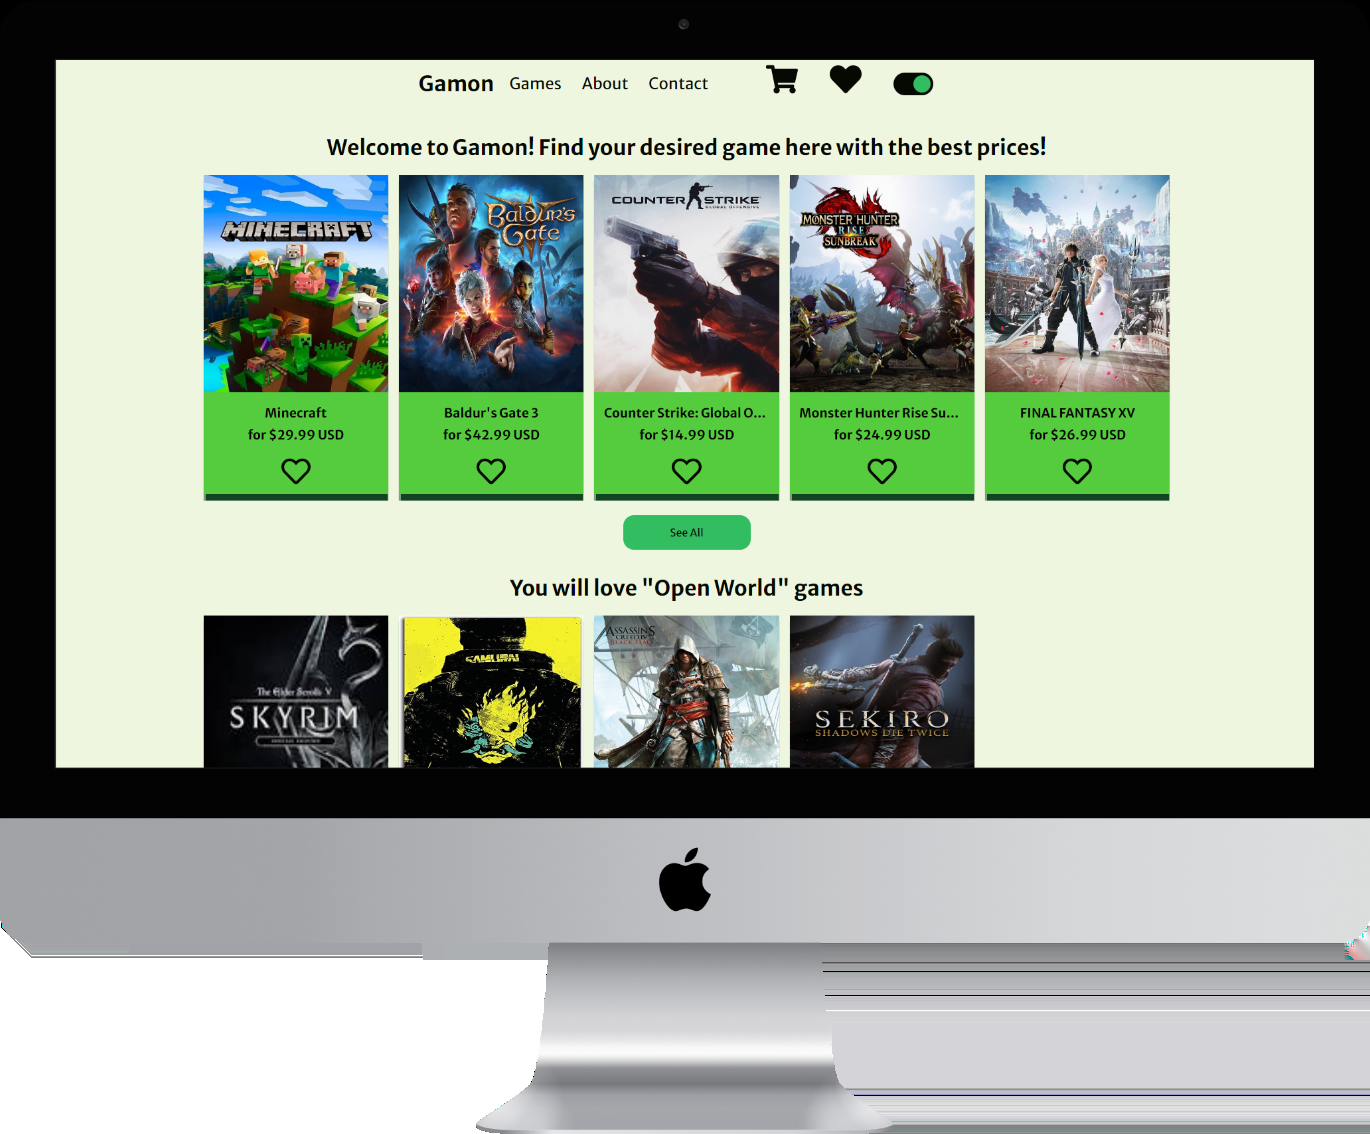 Gamon Games About Contact
Welcome to Gamon! Find your desired game here with the best prices!
MINECRAFT
Baldur's Gate
COUNTER STRIKE
GLOBAL OFFENSIVE
MONSTER HUNTER
RISE
SUNBREAK
Minecraft
for $29.99 USD
Baldur's Gate 3
for $42.99 USD
Counter Strike: Global O...
for $14.99 USD
Monster Hunter Rise Su...
for $24.99 USD
FINAL FANTASY XV
for $26.99 USD
See All
You will love "Open World" games
The Elder Scrolls V
SKYRIM
SAMURAI
ASSASSIN'S
CREED IV
BLACK FLAG
SEKIRO
SHADOWS DIE TWICE